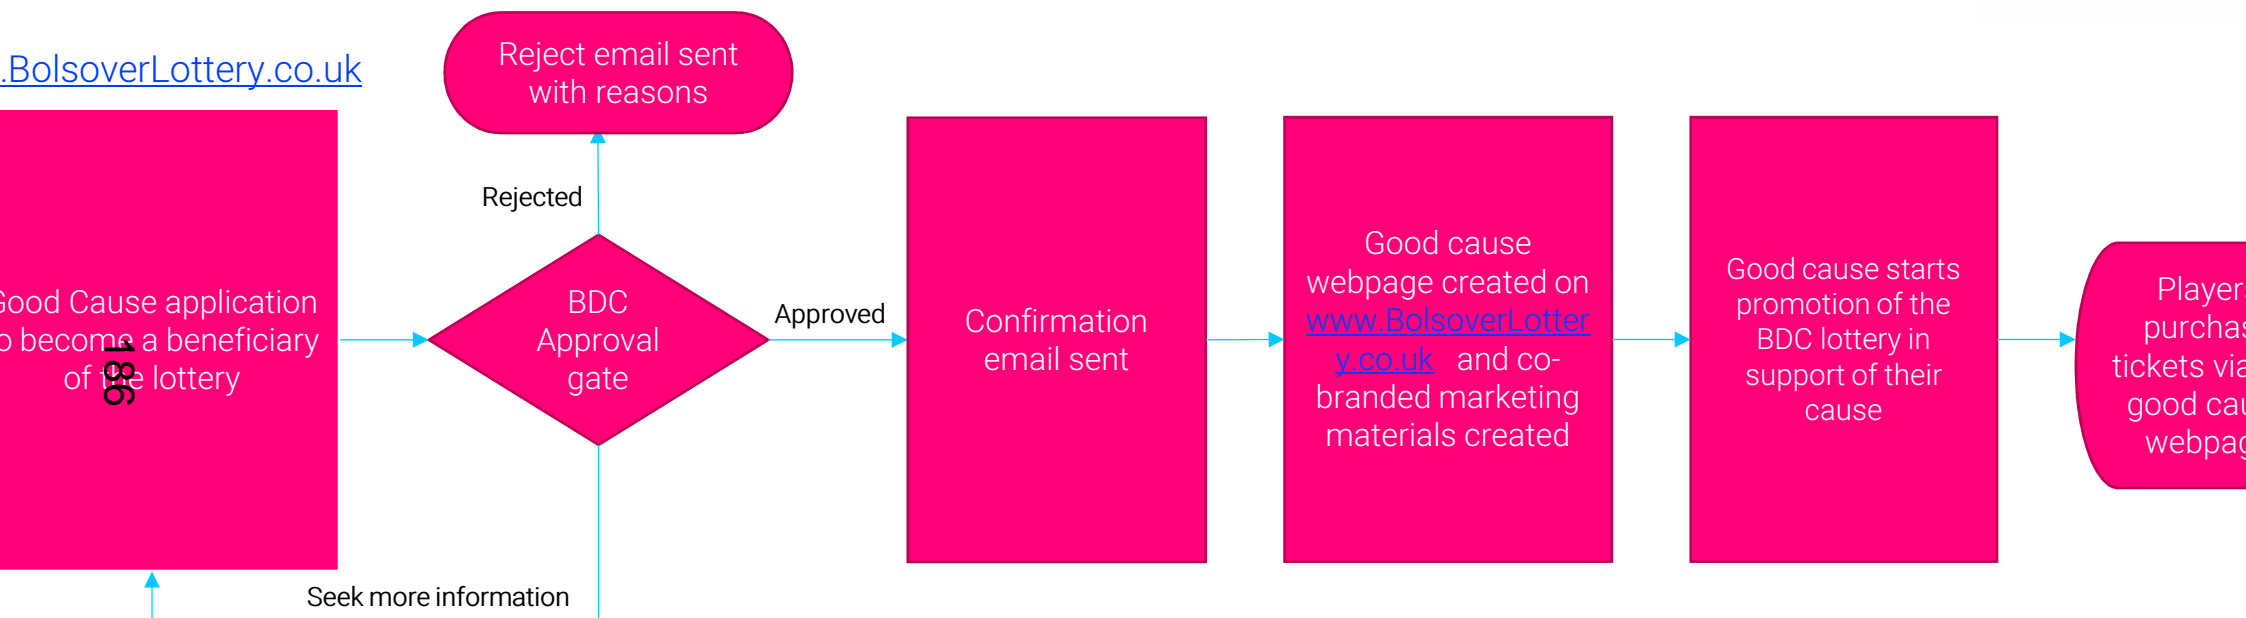 .BolsoverLottery.co.uk
Good Cause application
to become a beneficiary
of the lottery
186
Reject email sent
with reasons
Rejected
BDC
Approval
gate
Approved
Seek more information
Confirmation
email sent
Good cause
webpage created on
www.BolsoverLotter
y.co.uk and co-
branded marketing
materials created
Good cause starts
promotion of the
BDC lottery in
support of their
cause
Players
purchas
tickets via
good cau
webpag